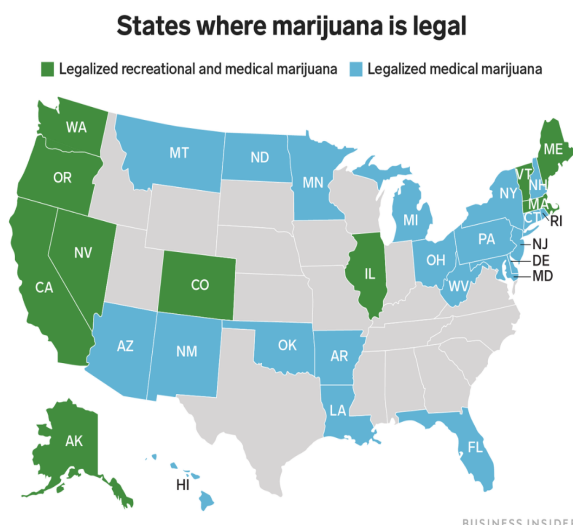 States where marijuana is legal
Legalized recreational and medical marijuana Legalized medical marijuana
WA
MT
ND
MN
OR
ME
VT
NH
NY
MA
CT
RI
MI
NV
PA
NJ
OH
DE
IL
CO
MD
CA
WV
AZ
NM
OK
AR
LA
AK
FL
HI
BUSINESS INSIDER